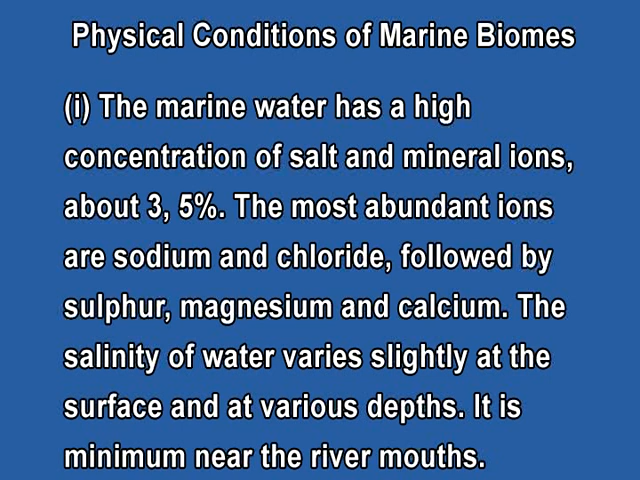 Physical Conditions of Marine Biomes
(i) The marine water has a high
concentration of salt and mineral ions,
about 3, 5%. The most abundant ions
are sodium and chloride, followed by
sulphur, magnesium and calcium. The
salinity of water varies slightly at the
surface and at various depths. It is
minimum near the river mouths.